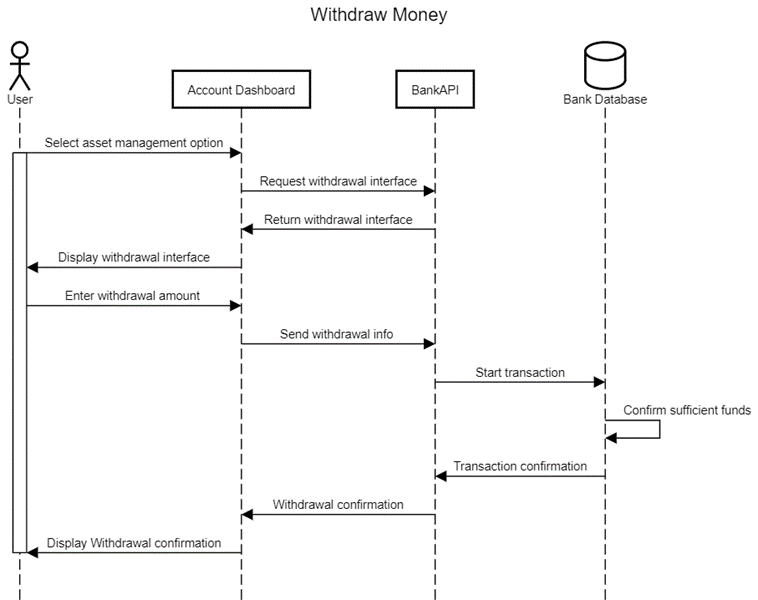 Withdraw Money
User
Account Dashboard
BankAPI
Bank Database
Select asset management option
Request withdrawal interface
Return withdrawal interface
Display withdrawal interface
Enter withdrawal amount
Send withdrawal info
Start transaction
Confirm sufficient funds
Transaction confirmation
Withdrawal confirmation
Display Withdrawal confirmation